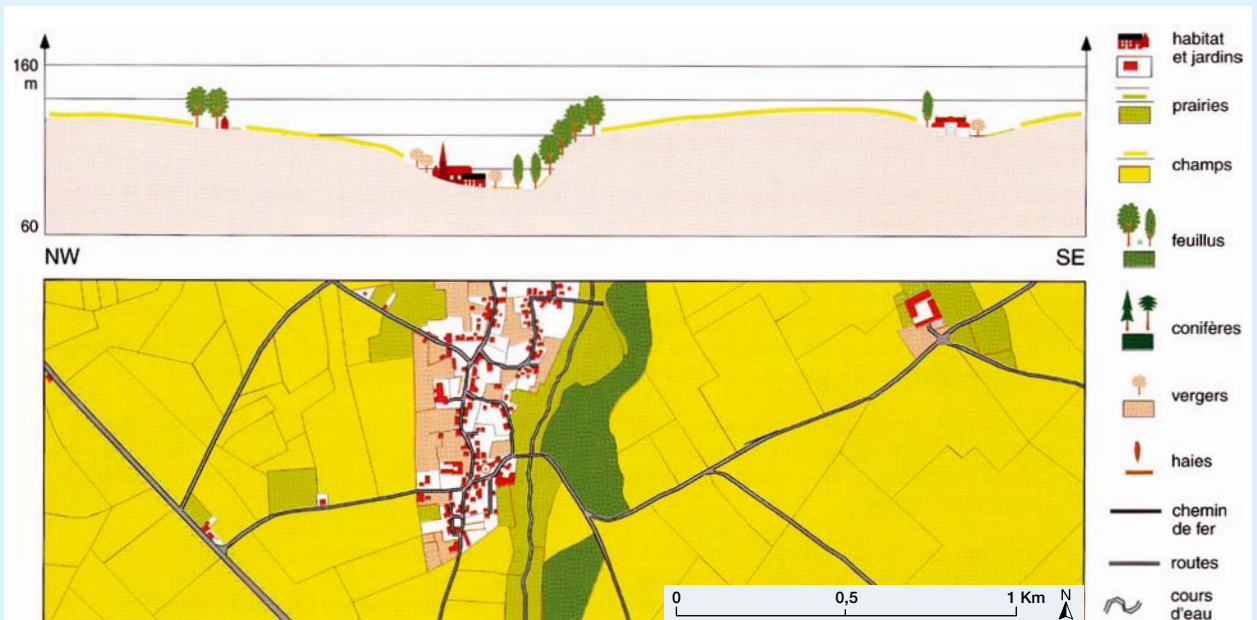 160
m
60
NW
SE
habitat
et jardins
prairies
champs
feuillus
conifères
vergers
haies
chemin
de fer
routes
cours
d'eau
0
0,5
1 Km
N